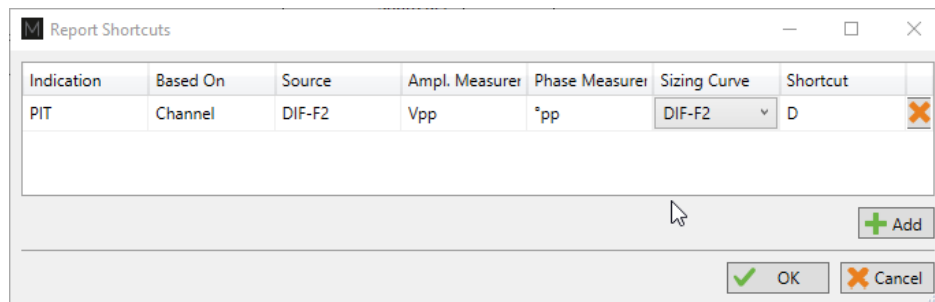 M Report Shortcuts
Indication Based On Source Ampl. Measurer Phase Measurer Sizing Curve Shortcut
PIT Channel DIF-F2 Vpp °pp DIF-F2 D
Add
OK Cancel